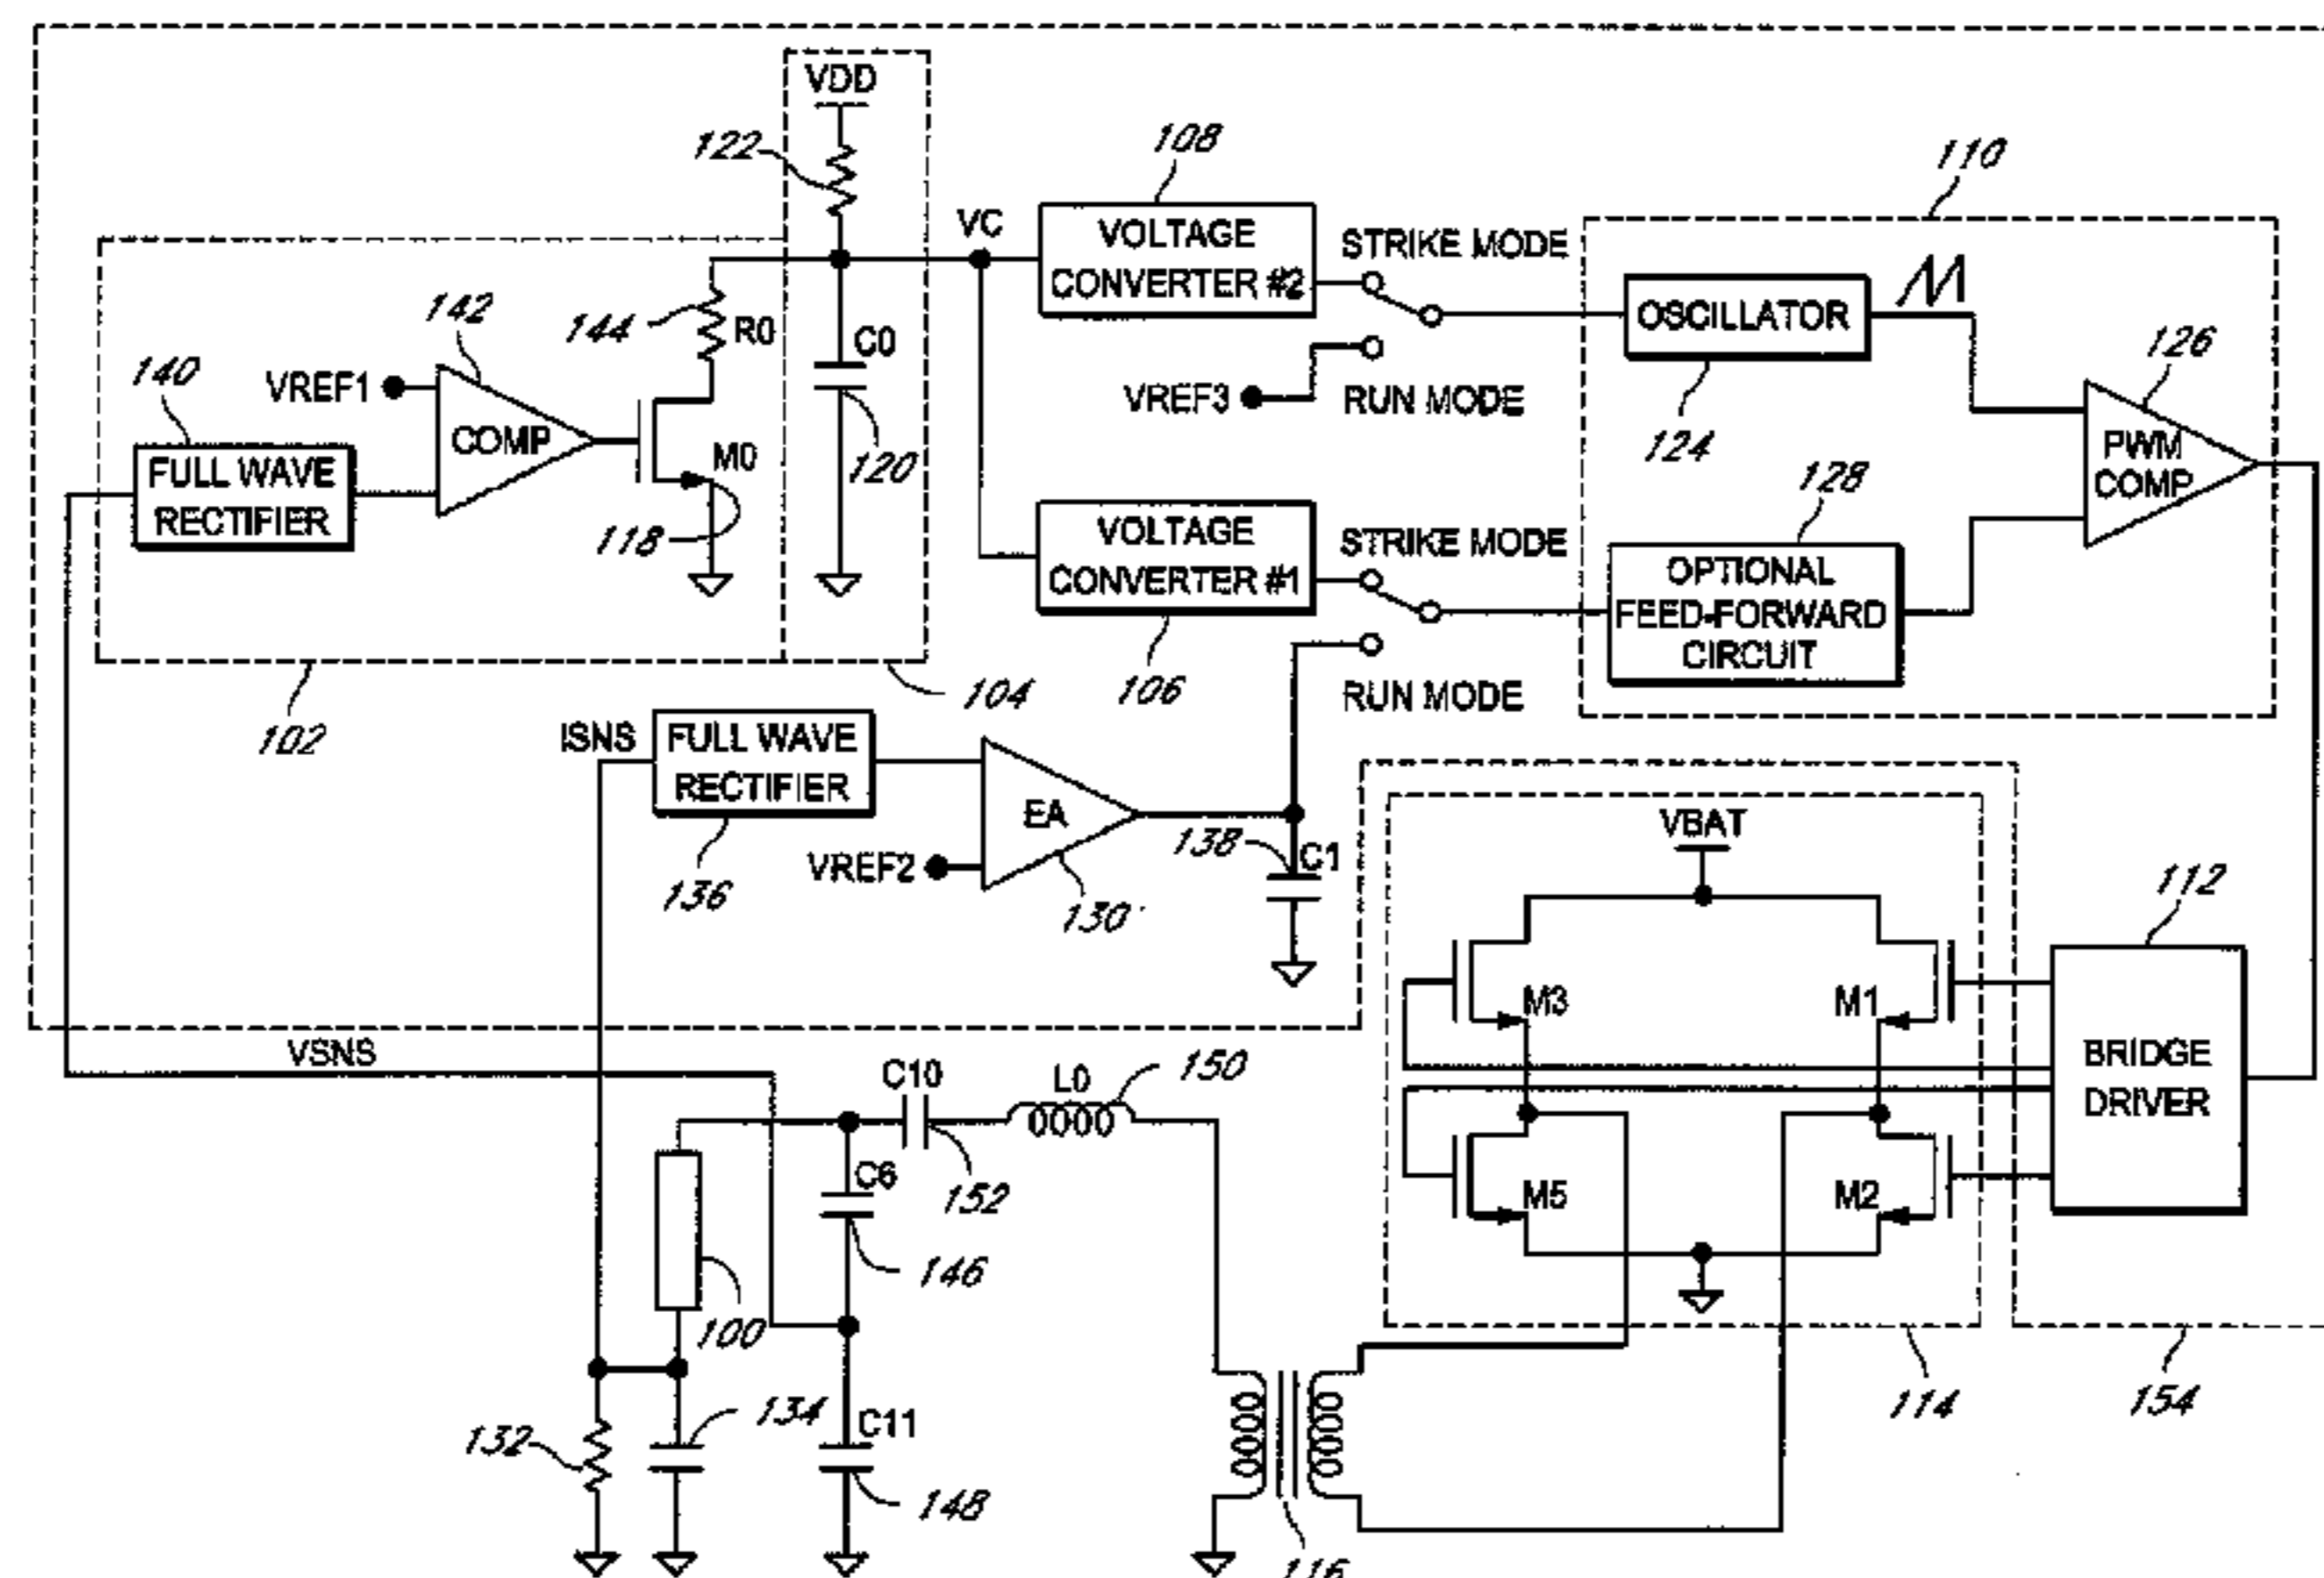 VDD
122
108
110
VC
VOLTAGE
CONVERTER #2
STRIKE MODE
OSCILLATOR
142
144
R0
C0
126
140
VREF1
VREF3
RUN MODE
124
COMP
M0
120
PWM
COMP
FULL WAVE
RECTIFIER
118
VOLTAGE
CONVERTER #1
STRIKE MODE
128
OPTIONAL
FEED-FORWARD
CIRCUIT
102
104
106
RUN MODE
ISNS
FULL WAVE
RECTIFIER
EA
VREF2
136
130
138
C1
VBAT
112
M3
M1
BRIDGE
DRIVER
VSNS
C10
L0
150
C6
152
M5
M2
146
100
132
134
C11
148
114
154
116